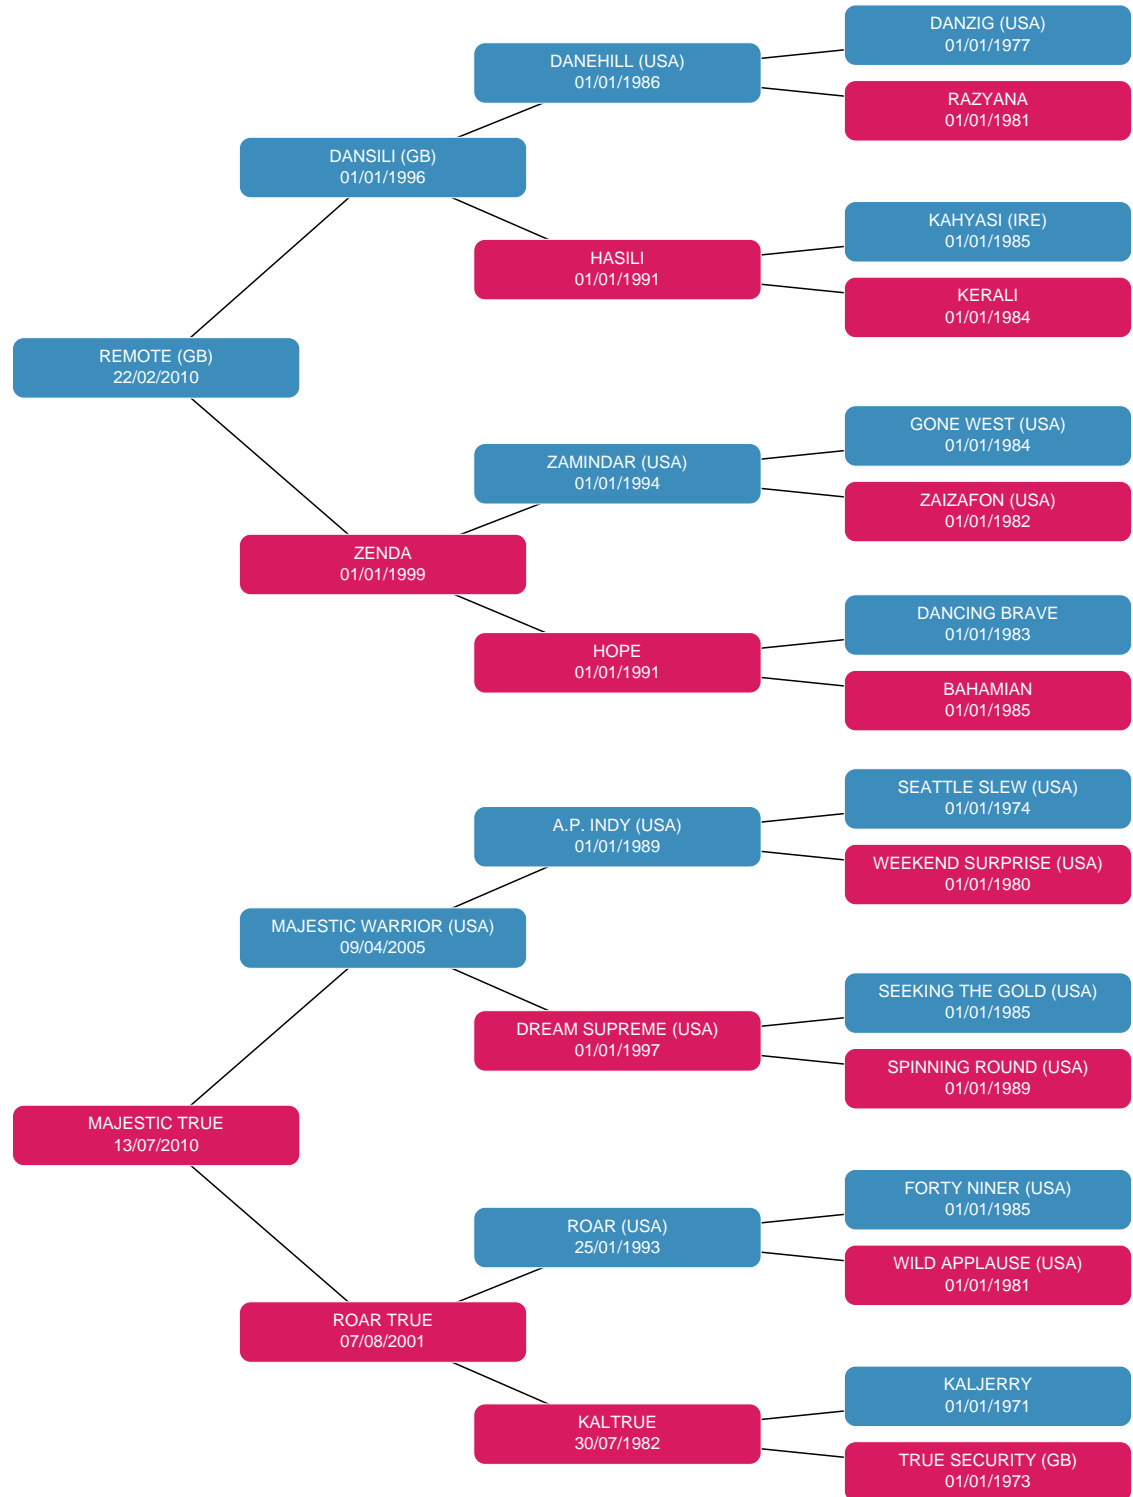 DANZIG (USA)
01/01/1977
DANEHILL (USA)
01/01/1986
RAZYANA
01/01/1981
DANSILI (GB)
01/01/1996
KAHYASI (IRE)
01/01/1985
HASILI
01/01/1991
KERALI
01/01/1984
REMOTE (GB)
22/02/2010
GONE WEST (USA)
01/01/1984
ZAMINDAR (USA)
01/01/1994
ZAIZAFON (USA)
01/01/1982
ZENDA
01/01/1999
DANCING BRAVE
01/01/1983
HOPE
01/01/1991
BAHAMIAN
01/01/1985
SEATTLE SLEW (USA)
01/01/1974
A.P. INDY (USA)
01/01/1989
WEEKEND SURPRISE (USA)
01/01/1980
MAJESTIC WARRIOR (USA)
09/04/2005
SEEKING THE GOLD (USA)
01/01/1985
DREAM SUPREME (USA)
01/01/1997
SPINNING ROUND (USA)
01/01/1989
MAJESTIC TRUE
13/07/2010
FORTY NINER (USA)
01/01/1985
ROAR (USA)
25/01/1993
WILD APPLAUSE (USA)
01/01/1981
ROAR TRUE
07/08/2001
KALJERRY
01/01/1971
KALTRUE
30/07/1982
TRUE SECURITY (GB)
01/01/1973